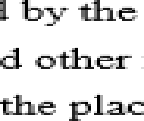 by the
other
the plac